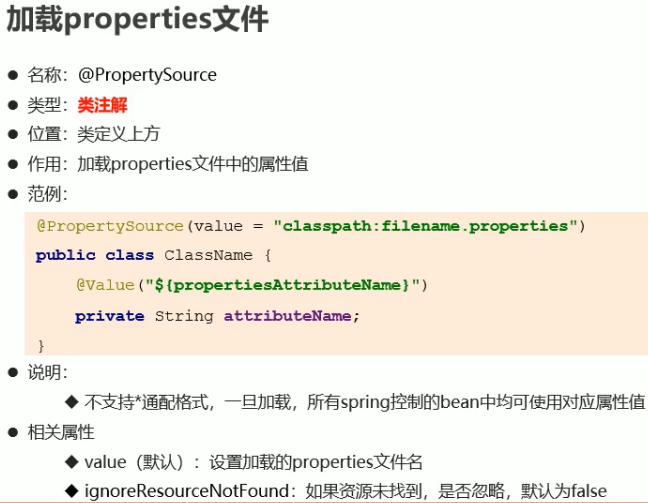 加载properties文件
● 名称：@PropertySource
● 类型：类注解
● 位置：类定义上方
● 作用：加载properties文件中的属性值
● 范例：
@PropertySource(value = "classpath:filename.properties")
public class ClassName {
@Value("${propertiesAttributeName}")
private String attributeName;
}
● 说明：
◆ 不支持*通配格式，一旦加载，所有spring控制的bean中均可使用对应属性值
● 相关属性
◆ value（默认）：设置加载的properties文件名
◆ ignoreResourceNotFound：如果资源未找到，是否忽略，默认为false